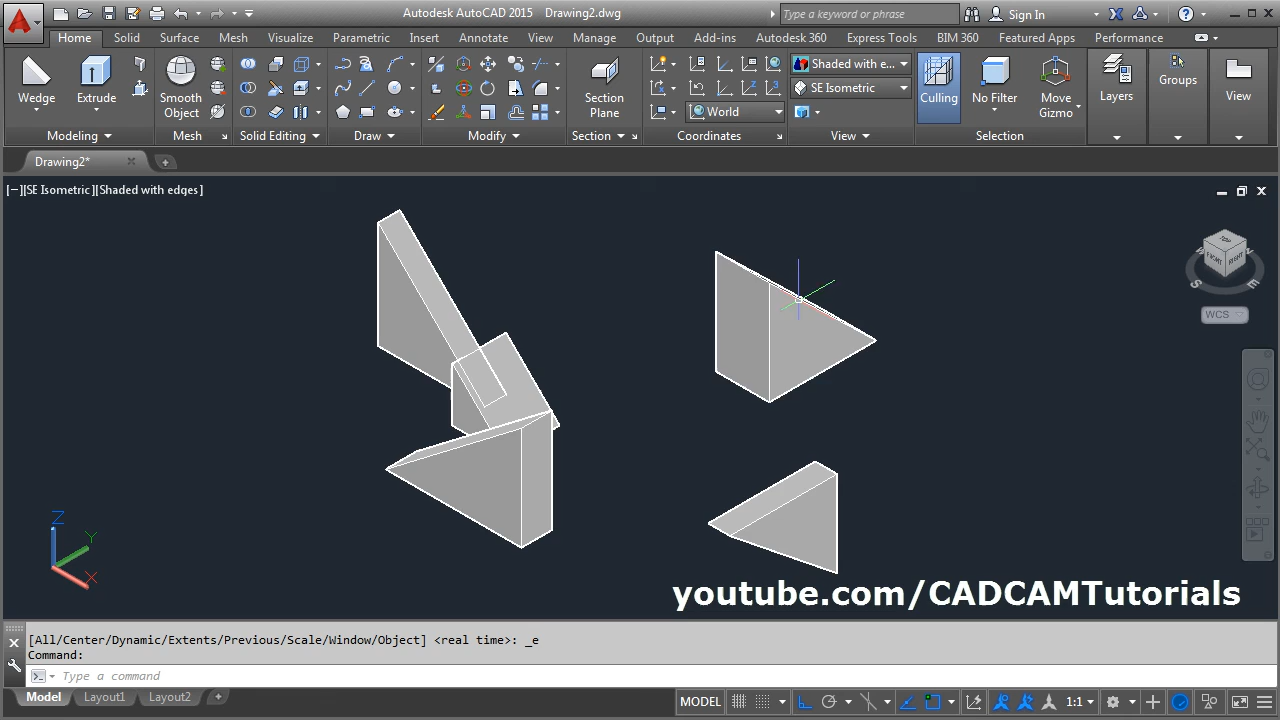 Autodesk AutoCAD 2015 Drawing2.dwg
Type a keyword or phrase
Sign In
Home Solid Surface Mesh Visualize Parametric Insert Annotate View Manage Output Add-ins Autodesk 360 Express Tools BIM 360 Featured Apps Performance
Wedge
Extrude
Smooth Object
Section Plane
World
Shaded with e...
SE Isometric
Culling
No Filter
Move Gizmo
Layers
Groups
View
Modeling Mesh Solid Editing Draw Modify Section Coordinates View Selection
Drawing2*
[−][SE Isometric][Shaded with edges]
TOP
FRONT
RIGHT
WCS
Z
Y
X
youtube.com/CADCAMTutorials
[All/Center/Dynamic/Extents/Previous/Scale/Window/Object] <real time>: _e
Command:
Type a command
Model Layout1 Layout2 +
MODEL
1:1